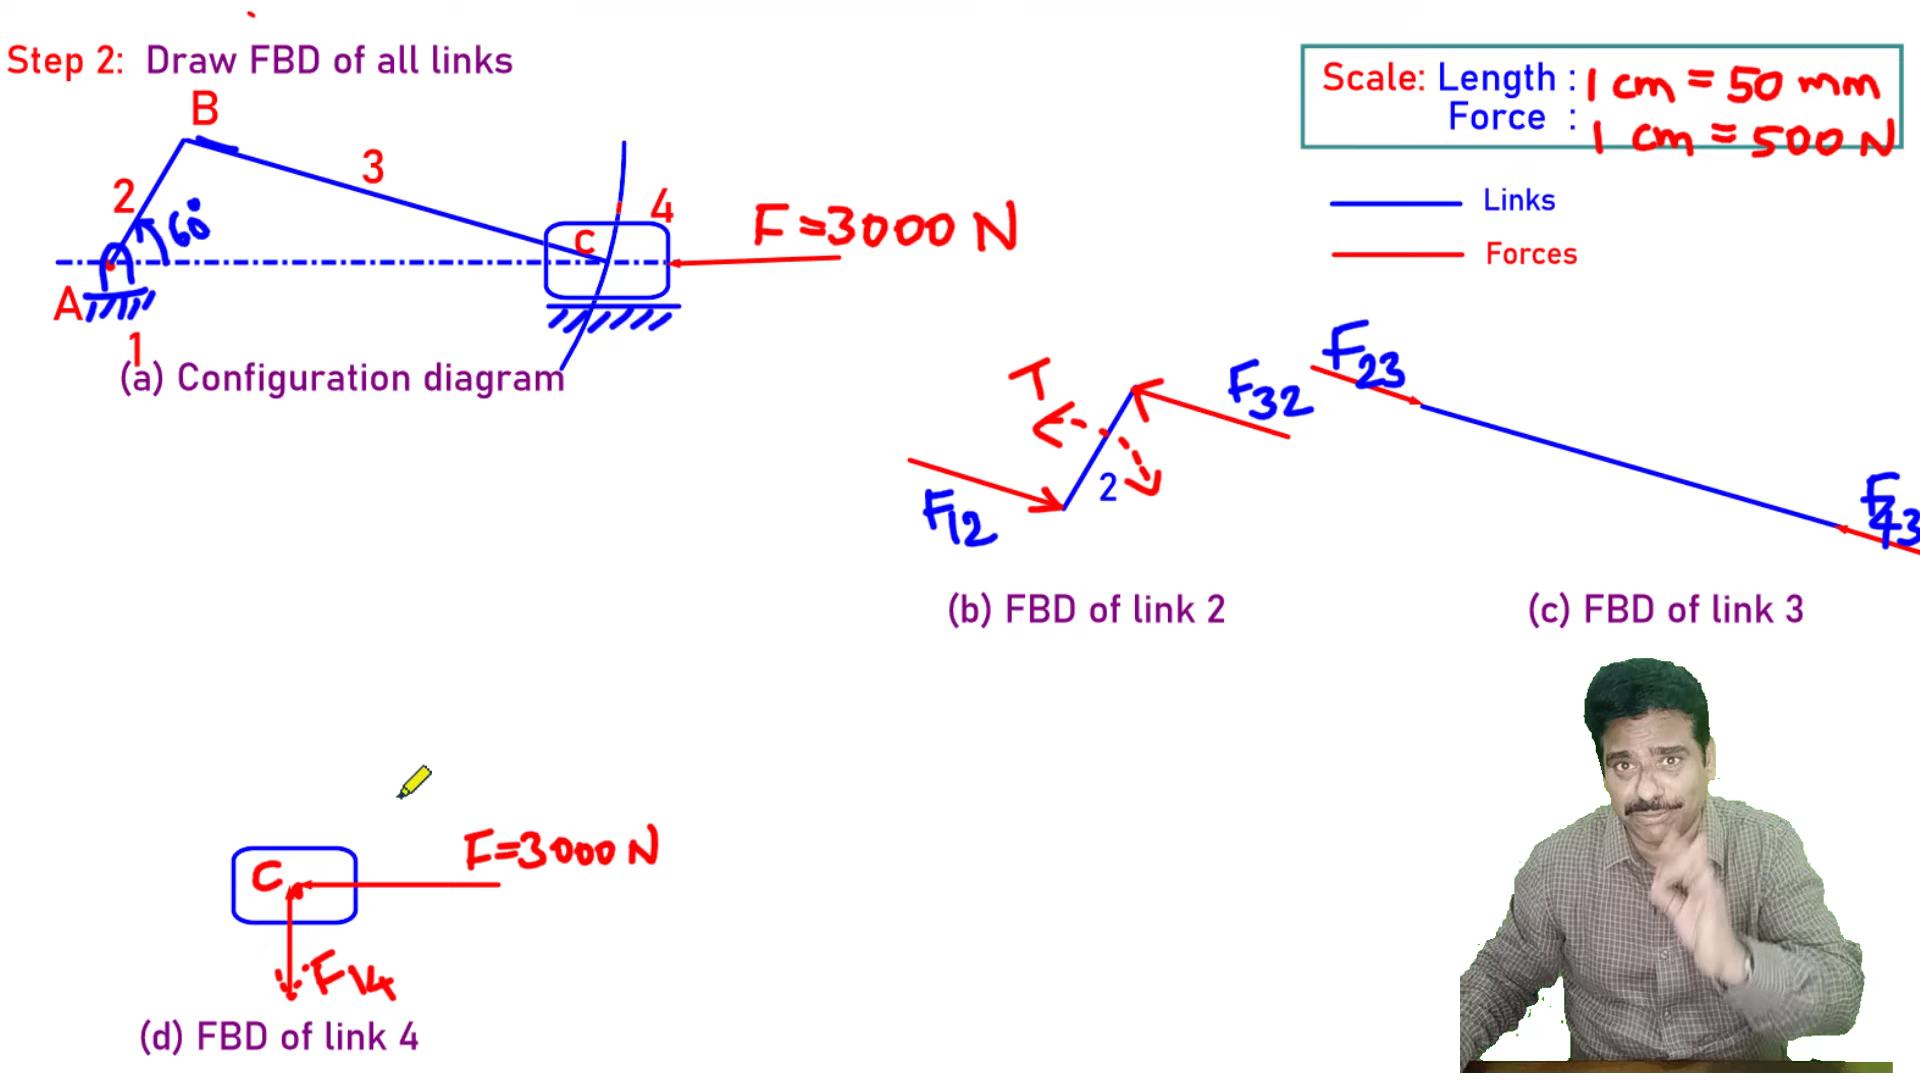 Step 2: Draw FBD of all links
Scale: Length : 1 cm = 50 mm
Force : 1 cm = 500 N
Links
Forces
B
2
3
60°
C
4
F=3000 N
A
1
(a) Configuration diagram
T
F32
F12
2
(b) FBD of link 2
F23
F43
(c) FBD of link 3
C
F=3000 N
F14
(d) FBD of link 4